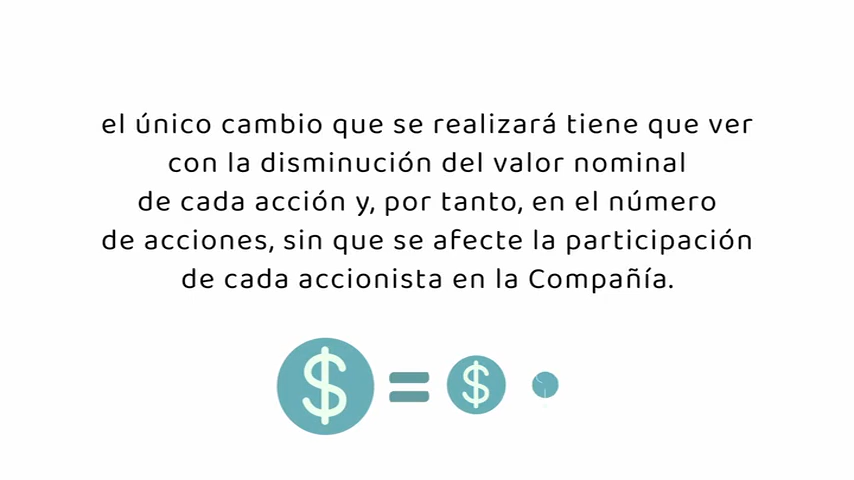 el único cambio que se realizará tiene que ver
con la disminución del valor nominal
de cada acción y, por tanto, en el número
de acciones, sin que se afecte la participación
de cada accionista en la Compañía.
$ = $